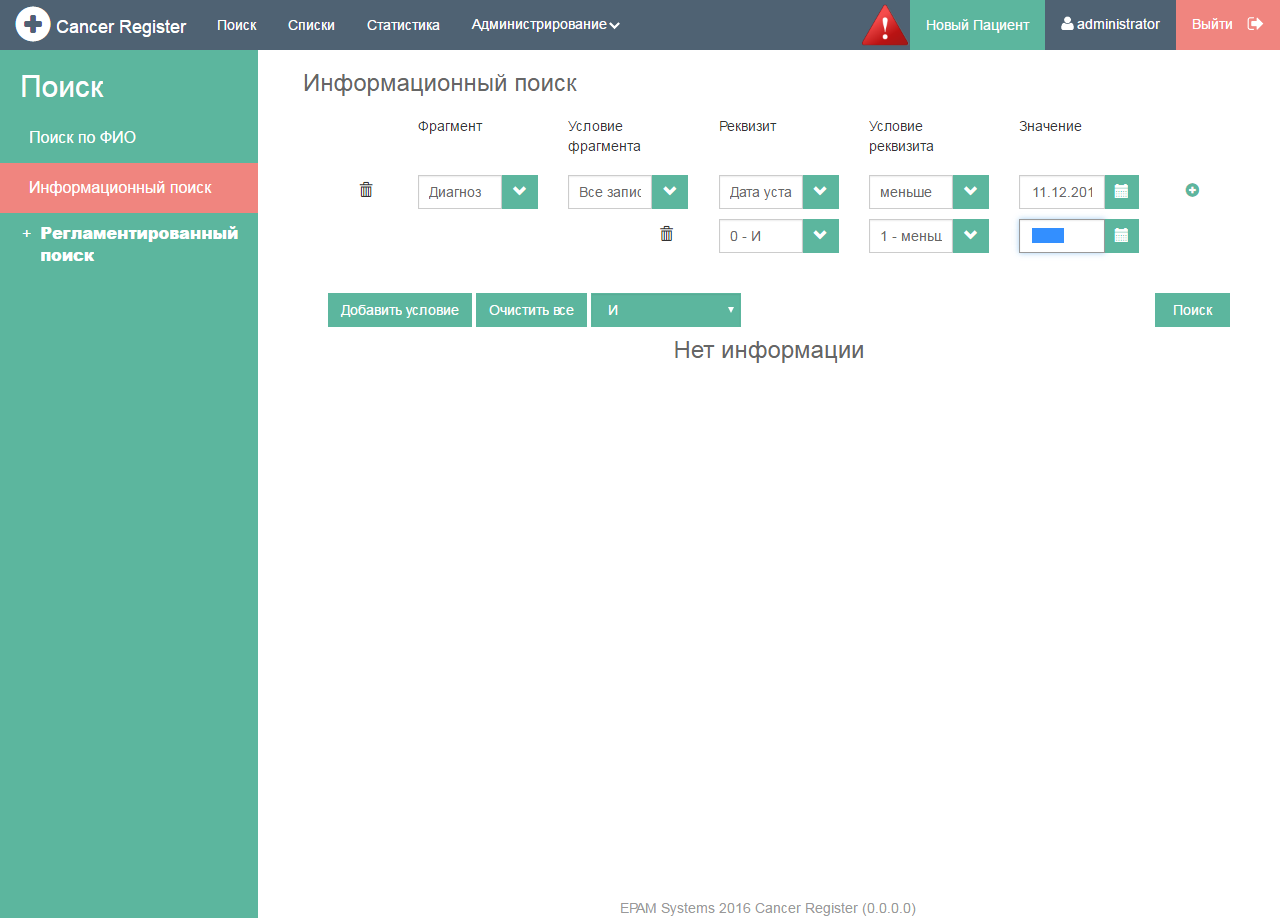 Cancer Register Поиск Списки Статистика Администрирование Новый Пациент administrator Выйти
Поиск
Поиск по ФИО
Информационный поиск
+ Регламентированный
поиск
Информационный поиск
Фрагмент Условие фрагмента Реквизит Условие реквизита Значение
Диагноз Все запис Дата уста меньше 11.12.201
0 - И 1 - меньш
Добавить условие Очистить все И Поиск
Нет информации
EPAM Systems 2016 Cancer Register (0.0.0.0)